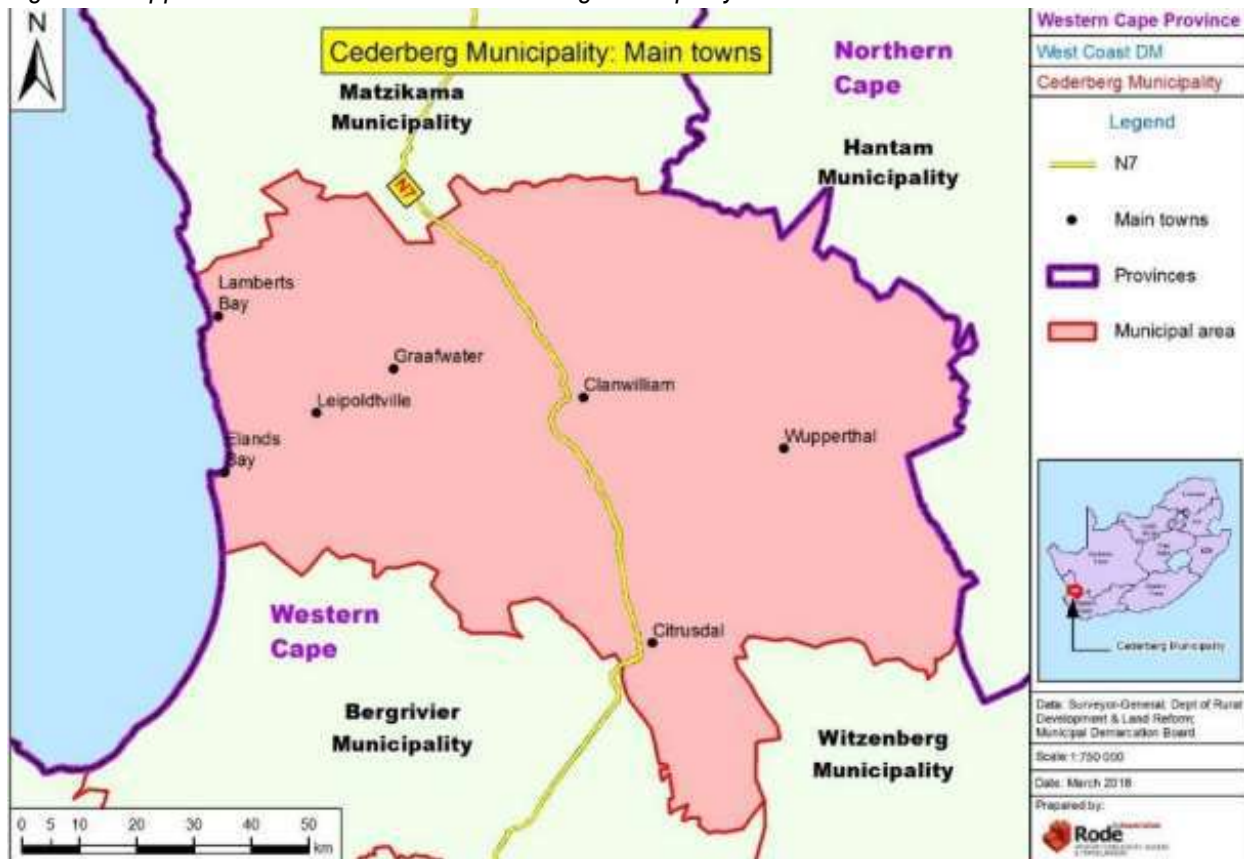 N
Cederberg Municipality: Main towns
Matzikama
Municipality
Northern
Cape
Hantam
Municipality
N7
Lamberts
Bay
Graafwater
Leipoldtville
Elands
Bay
Clanwilliam
Wupperthal
Citrusdal
Western
Cape
Bergrivier
Municipality
Witzenberg
Municipality
0 5 10 20 30 40 50
km
Western Cape Province
West Coast DM
Cederberg Municipality
Legend
N7
Main towns
Provinces
Municipal area
Cederberg Municipality
Data: Surveyor-General; Dept of Rural
Development & Land Reform;
Municipal Demarcation Board
Scale 1:750 000
Date: March 2018
Prepared by:
Rode